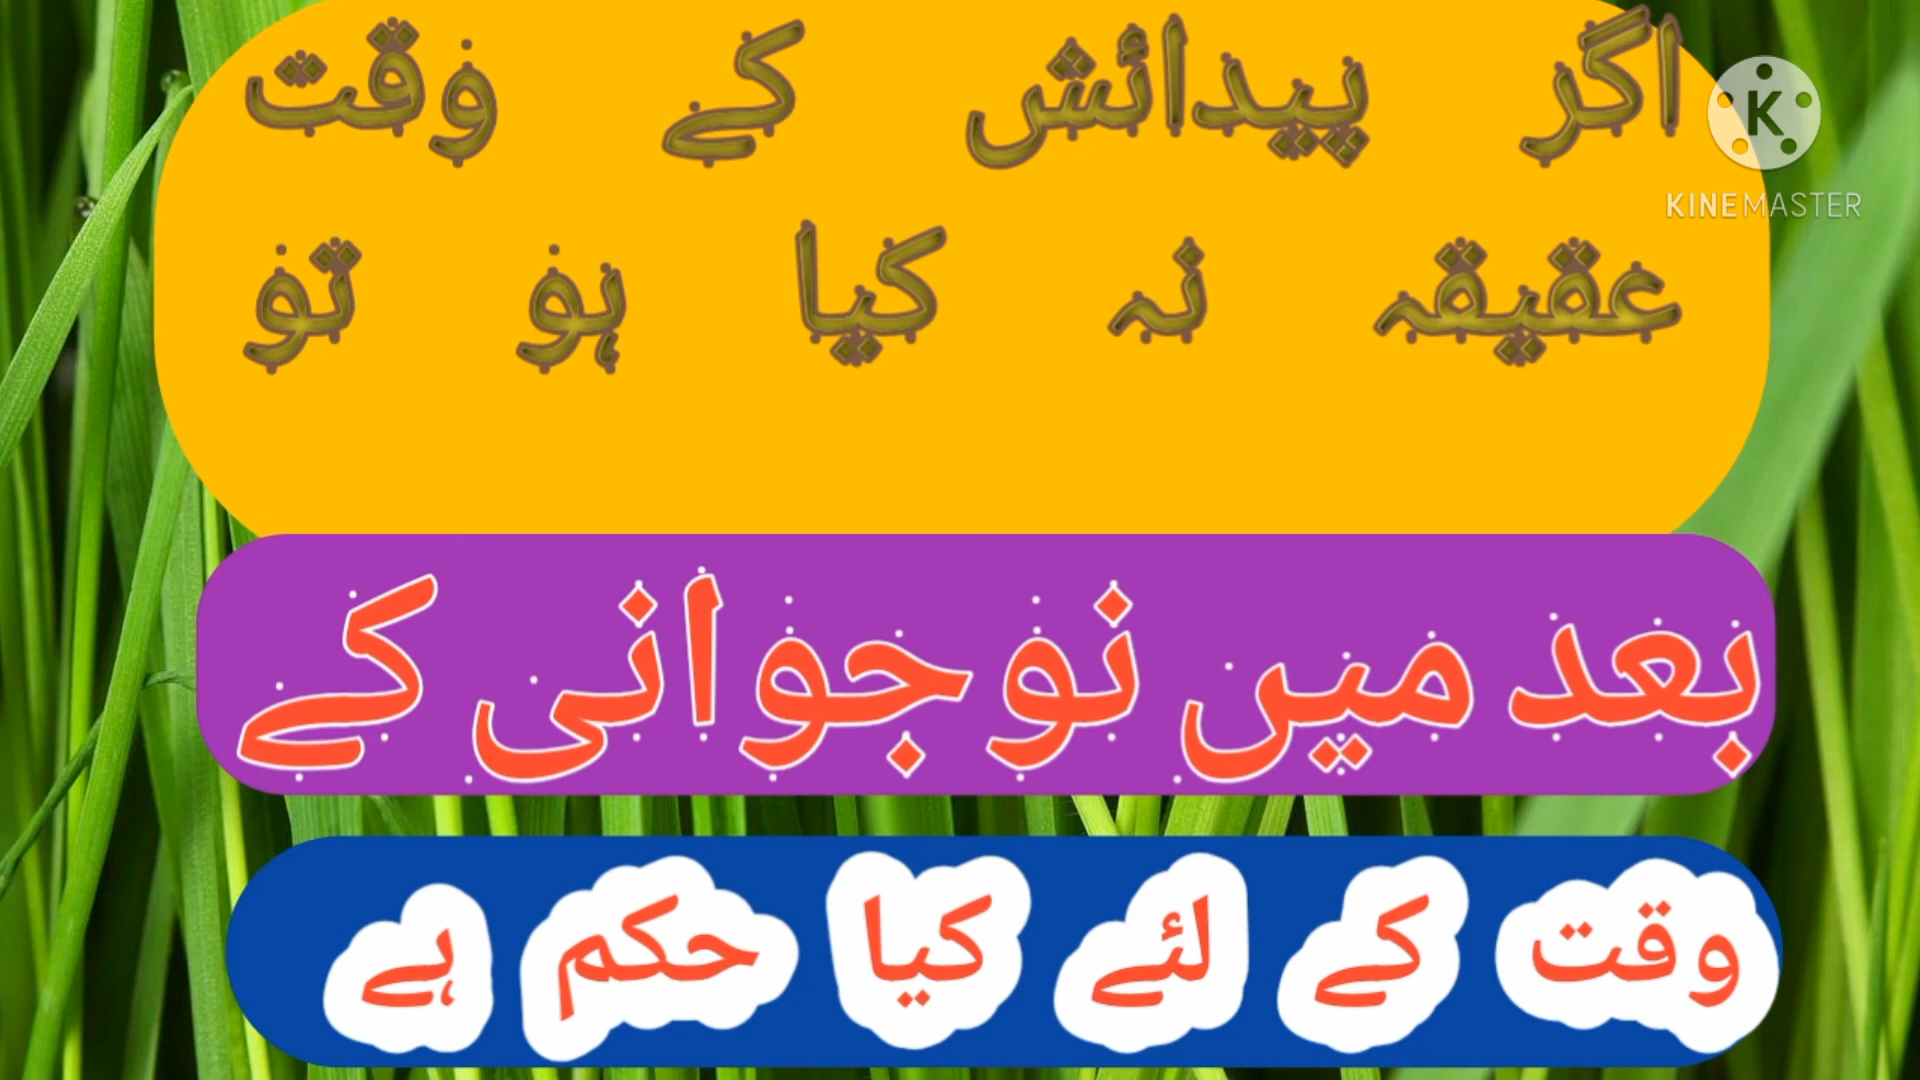 اگر پیدائش کے وقت
عقیقہ نہ کیا ہو تو
بعد میں نوجوانی کے
وقت کے لئے کیا حکم ہے
K
KINEMASTER